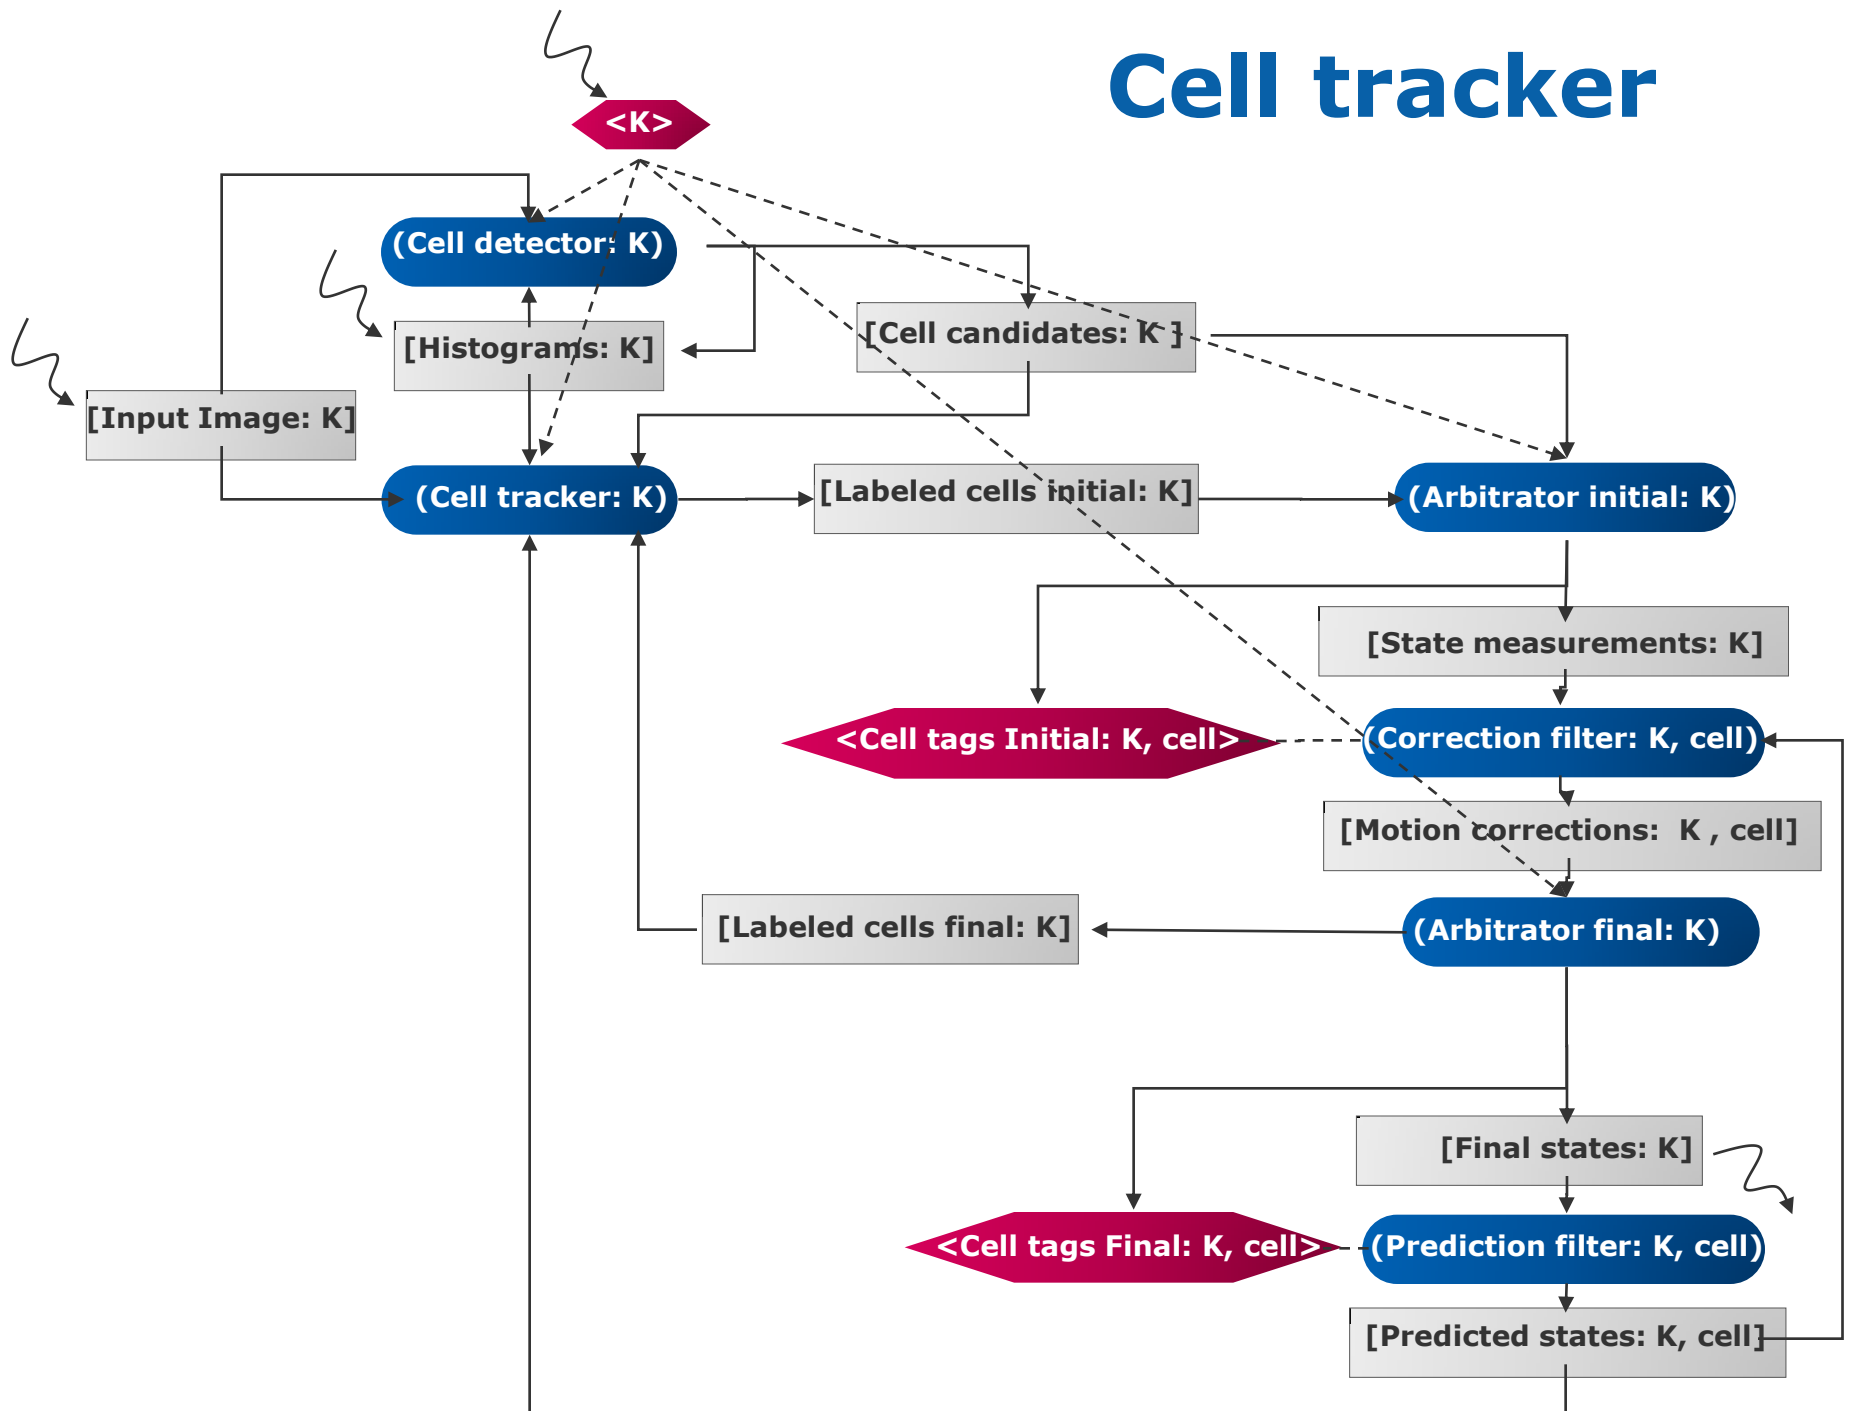 Cell tracker
<K>
(Cell detector: K)
[Histograms: K]
[Cell candidates: K ]
[Input Image: K]
(Cell tracker: K)
[Labeled cells initial: K]
(Arbitrator initial: K)
[State measurements: K]
<Cell tags Initial: K, cell>
(Correction filter: K, cell)
[Motion corrections:  K , cell]
[Labeled cells final: K]
(Arbitrator final: K)
[Final states: K]
<Cell tags Final: K, cell>
(Prediction filter: K, cell)
[Predicted states: K, cell]